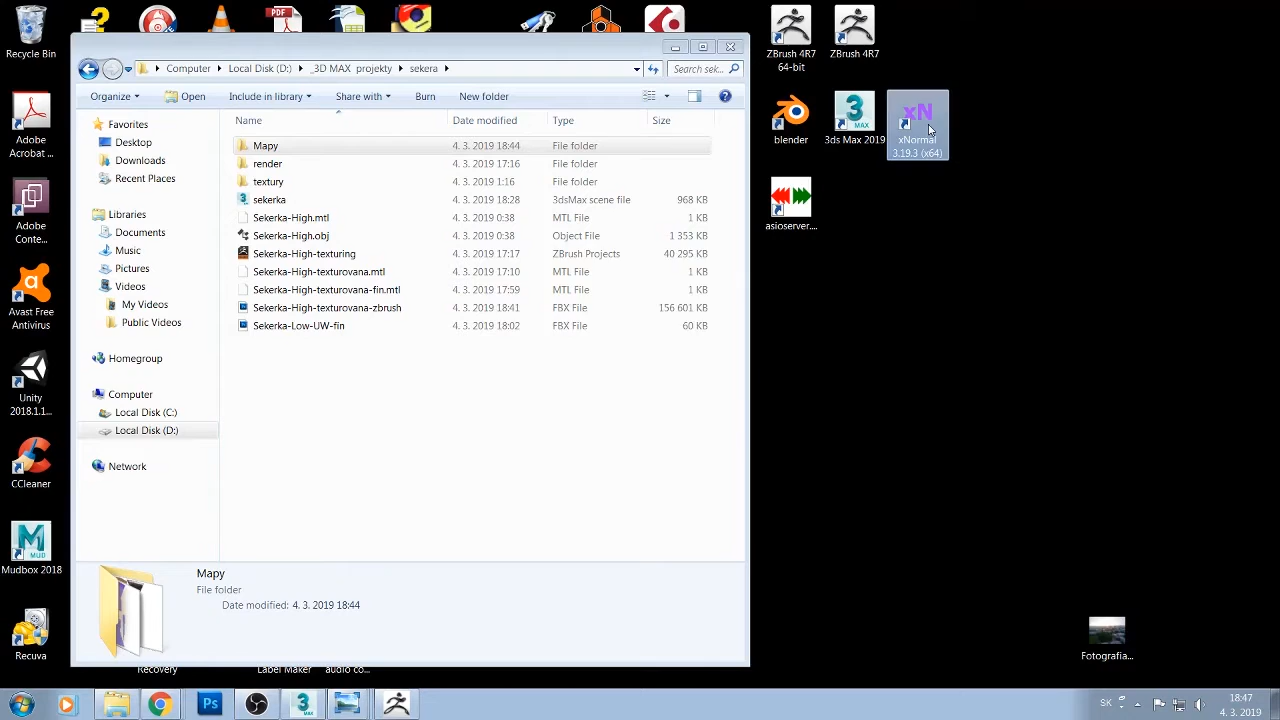 Recycle Bin
Adobe
Acrobat ...
Adobe
Conte...
Avast Free
Antivirus
Unity
2018.1.1...
CCleaner
Mudbox 2018
Recuva
PDF
ZBrush 4R7
64-bit
ZBrush 4R7
blender
3ds Max 2019
xNormal
3.19.3 (x64)
asioserver....
Fotografia...
Computer
Local Disk (D:)
_3D MAX projekty
sekera
Search sek...
Organize
Open
Include in library
Share with
Burn
New folder
Name
Date modified
Type
Size
Favorites
Desktop
Downloads
Recent Places
Libraries
Documents
Music
Pictures
Videos
My Videos
Public Videos
Homegroup
Computer
Local Disk (C:)
Local Disk (D:)
Network
Mapy 4. 3. 2019 18:44 File folder
render 4. 3. 2019 17:16 File folder
textury 4. 3. 2019 1:16 File folder
sekerka 4. 3. 2019 18:28 3dsMax scene file 968 KB
Sekerka-High.mtl 4. 3. 2019 0:38 MTL File 1 KB
Sekerka-High.obj 4. 3. 2019 0:38 Object File 1 353 KB
Sekerka-High-texturing 4. 3. 2019 17:17 ZBrush Projects 40 295 KB
Sekerka-High-texturovana.mtl 4. 3. 2019 17:10 MTL File 1 KB
Sekerka-High-texturovana-fin.mtl 4. 3. 2019 17:59 MTL File 1 KB
Sekerka-High-texturovana-zbrush 4. 3. 2019 18:41 FBX File 156 601 KB
Sekerka-Low-UW-fin 4. 3. 2019 18:02 FBX File 60 KB
Mapy
File folder
Date modified: 4. 3. 2019 18:44
Recovery
Label Maker
audio co...
SK
18:47
4. 3. 2019